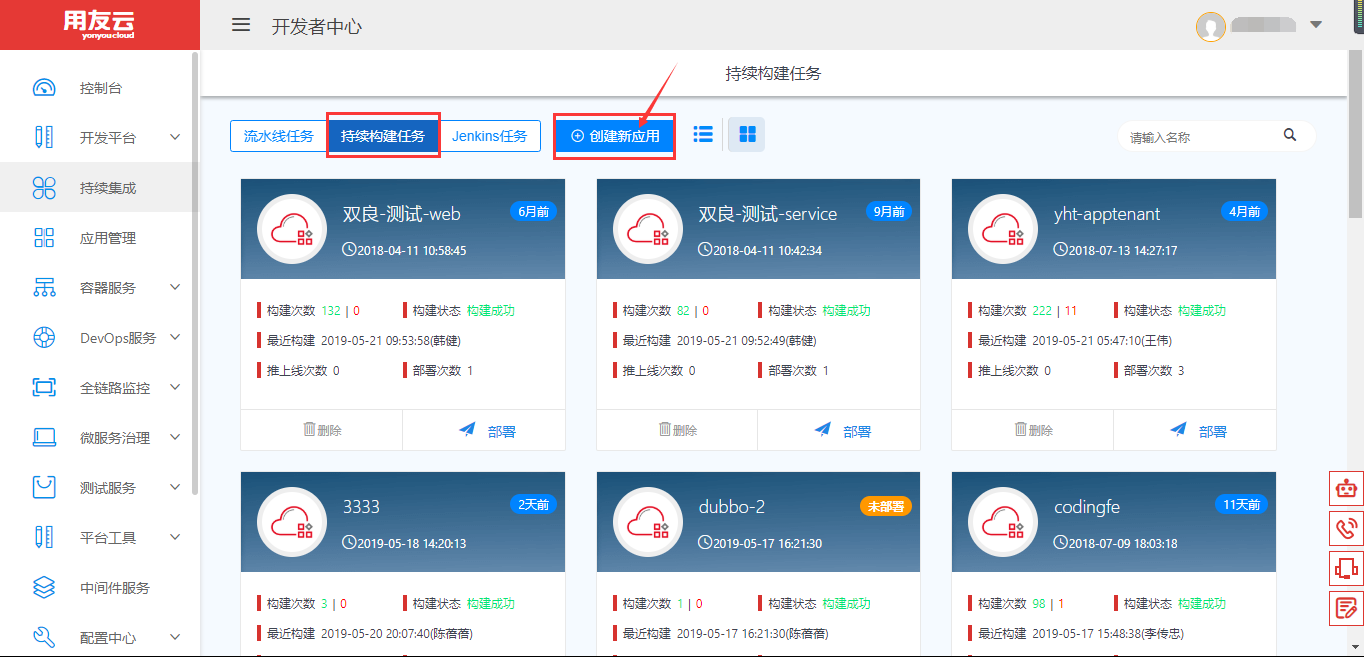 用友云
yonyoucloud
开发者中心
控制台
开发平台
持续集成
应用管理
容器服务
DevOps服务
全链路监控
微服务治理
测试服务
平台工具
中间件服务
配置中心
持续构建任务
流水线任务 持续构建任务 Jenkins任务 创建新应用 请输入名称
双良-测试-web 6月前
2018-04-11 10:58:45
构建次数 132 | 0 构建状态 构建成功
最近构建 2019-05-21 09:53:58(韩健)
推上线次数 0 部署次数 1
删除 部署
双良-测试-service 9月前
2018-04-11 10:42:34
构建次数 82 | 0 构建状态 构建成功
最近构建 2019-05-21 09:52:49(韩健)
推上线次数 0 部署次数 1
删除 部署
yht-apptenant 4月前
2018-07-13 14:27:17
构建次数 222 | 11 构建状态 构建成功
最近构建 2019-05-21 05:47:10(王伟)
推上线次数 0 部署次数 3
删除 部署
3333 2天前
2019-05-18 14:20:13
构建次数 3 | 0 构建状态 构建成功
最近构建 2019-05-20 20:07:40(陈蓓蓓)
dubbo-2 未部署
2019-05-17 16:21:30
构建次数 1 | 0 构建状态 构建成功
最近构建 2019-05-17 16:21:30(陈蓓蓓)
codingfe 11天前
2018-07-09 18:03:18
构建次数 98 | 1 构建状态 构建成功
最近构建 2019-05-17 15:48:38(李传忠)